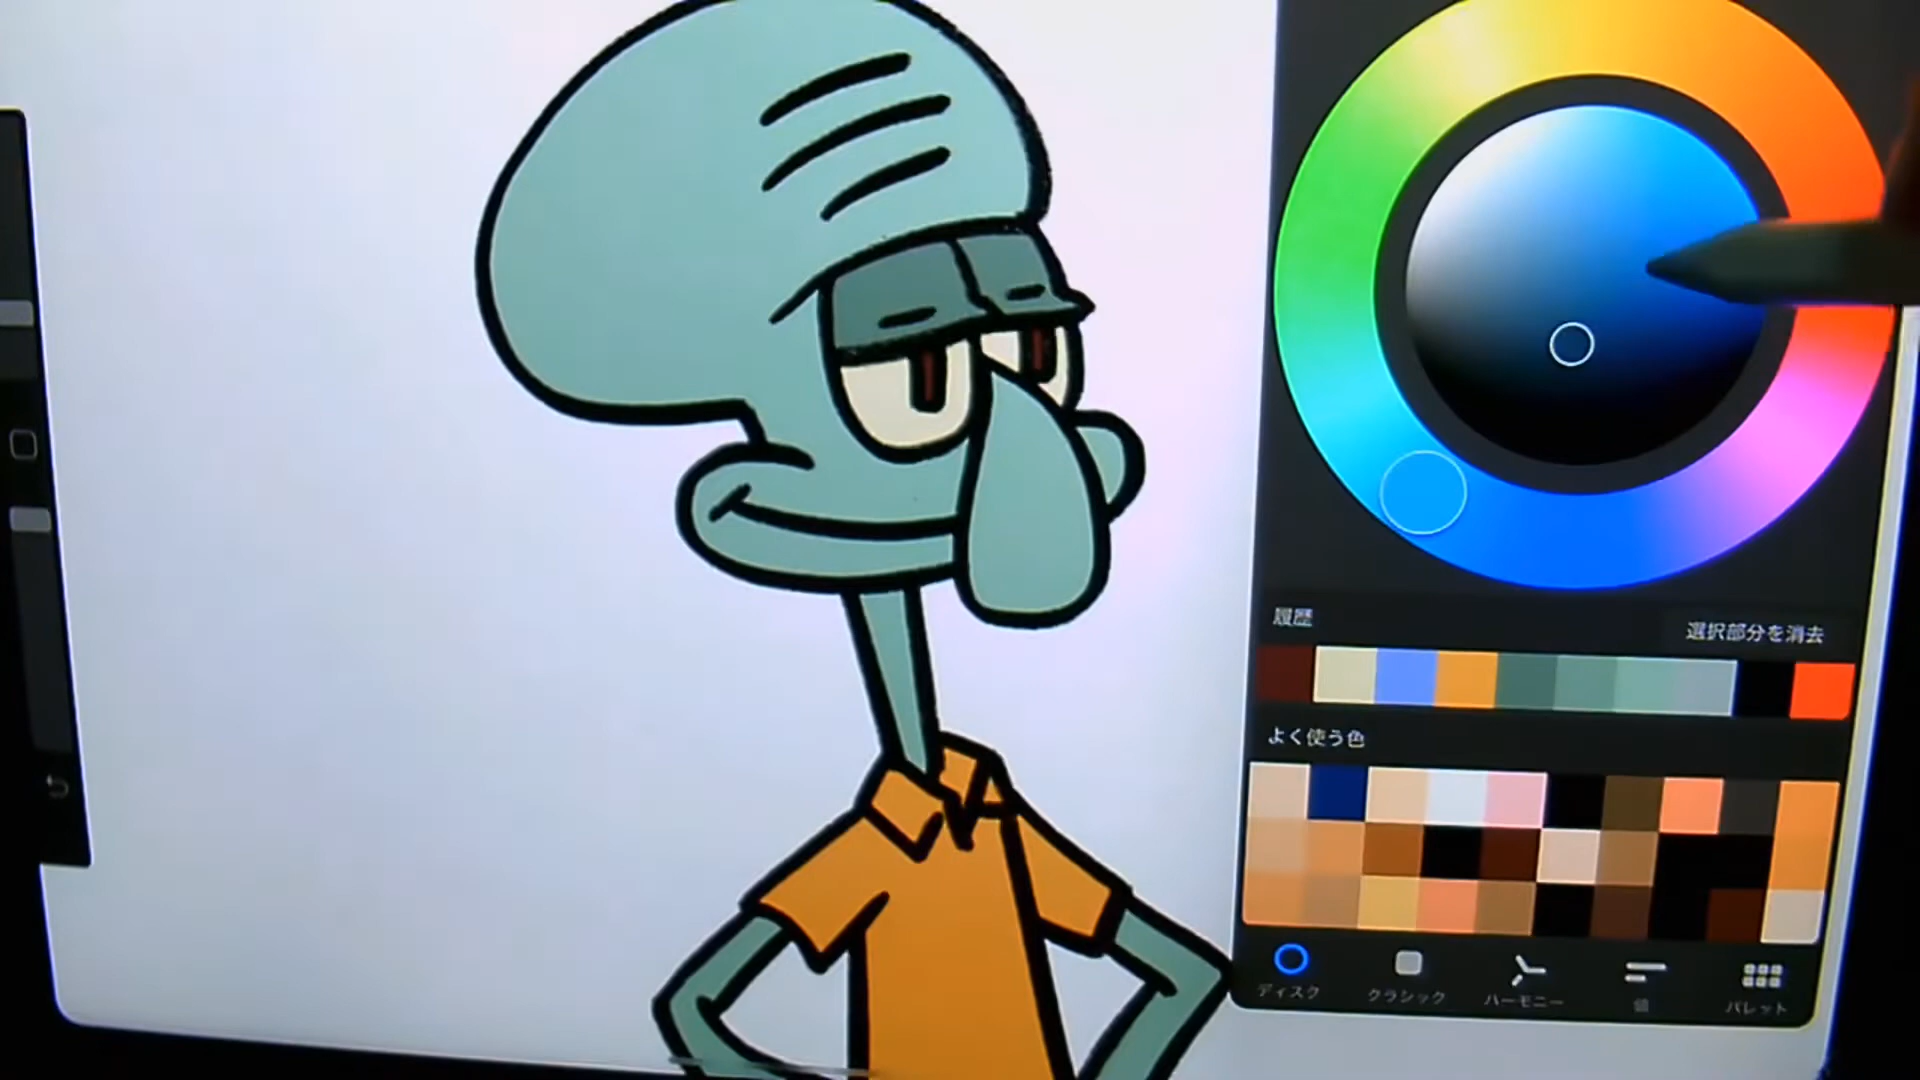 履歴
選択部分を消去
よく使う色
ディスク
クラシック
ハーモニー
値
パレット